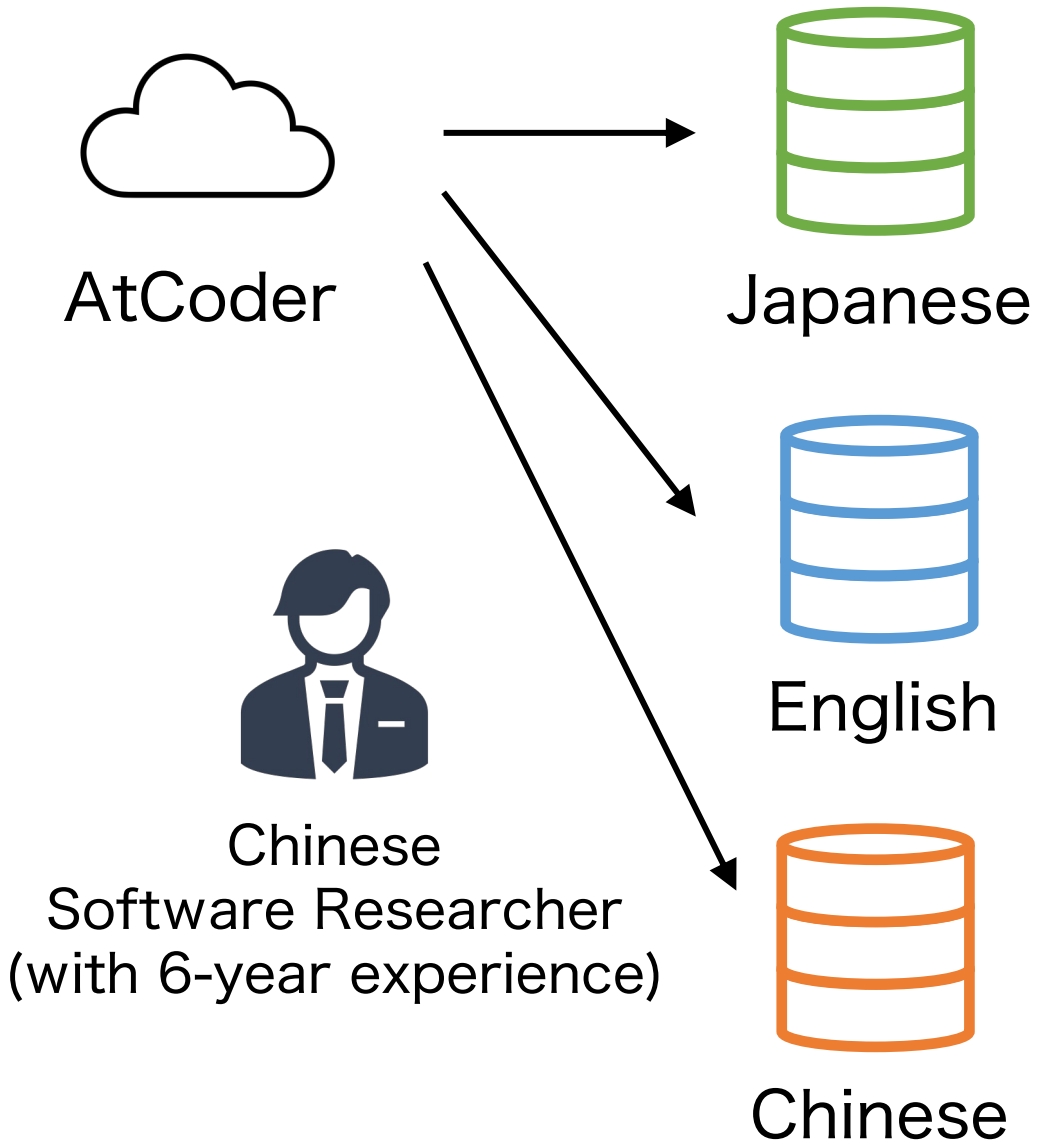 AtCoder
Japanese
English
Chinese
Software Researcher
(with 6-year experience)
Chinese